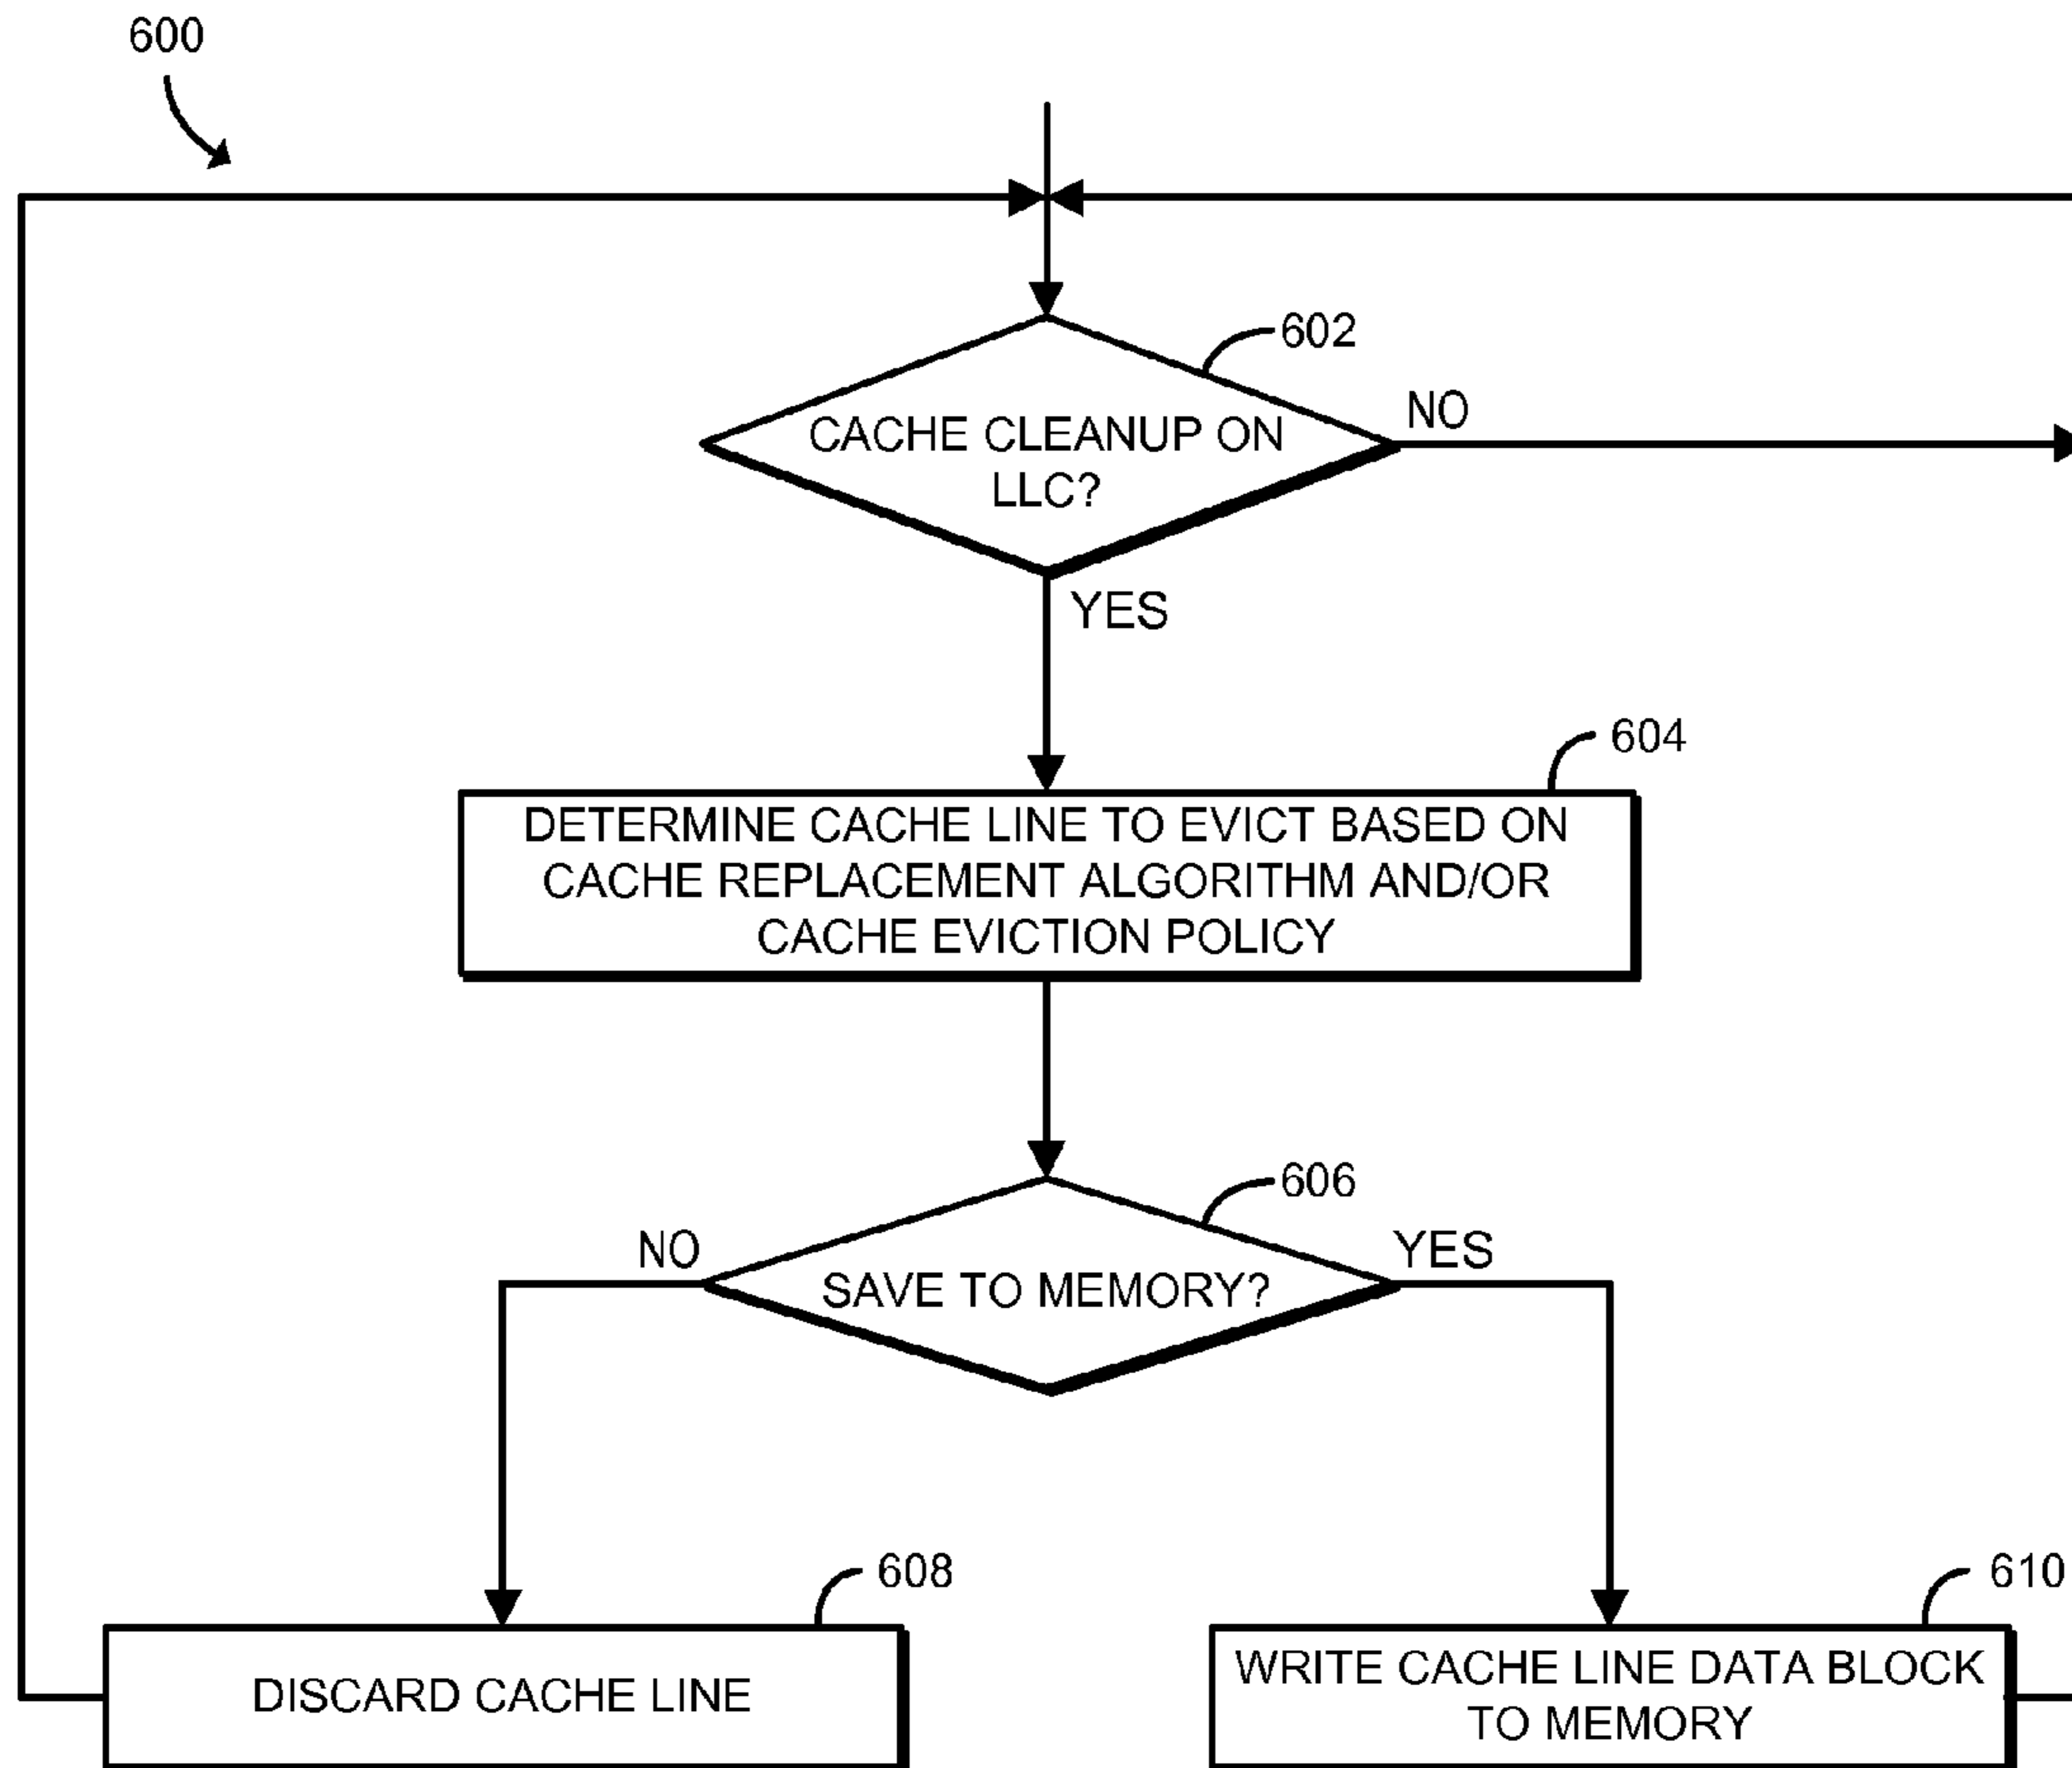 600
602
CACHE CLEANUP ON
LLC?
NO
YES
604
DETERMINE CACHE LINE TO EVICT BASED ON
CACHE REPLACEMENT ALGORITHM AND/OR
CACHE EVICTION POLICY
606
NO
YES
SAVE TO MEMORY?
608
610
DISCARD CACHE LINE
WRITE CACHE LINE DATA BLOCK
TO MEMORY